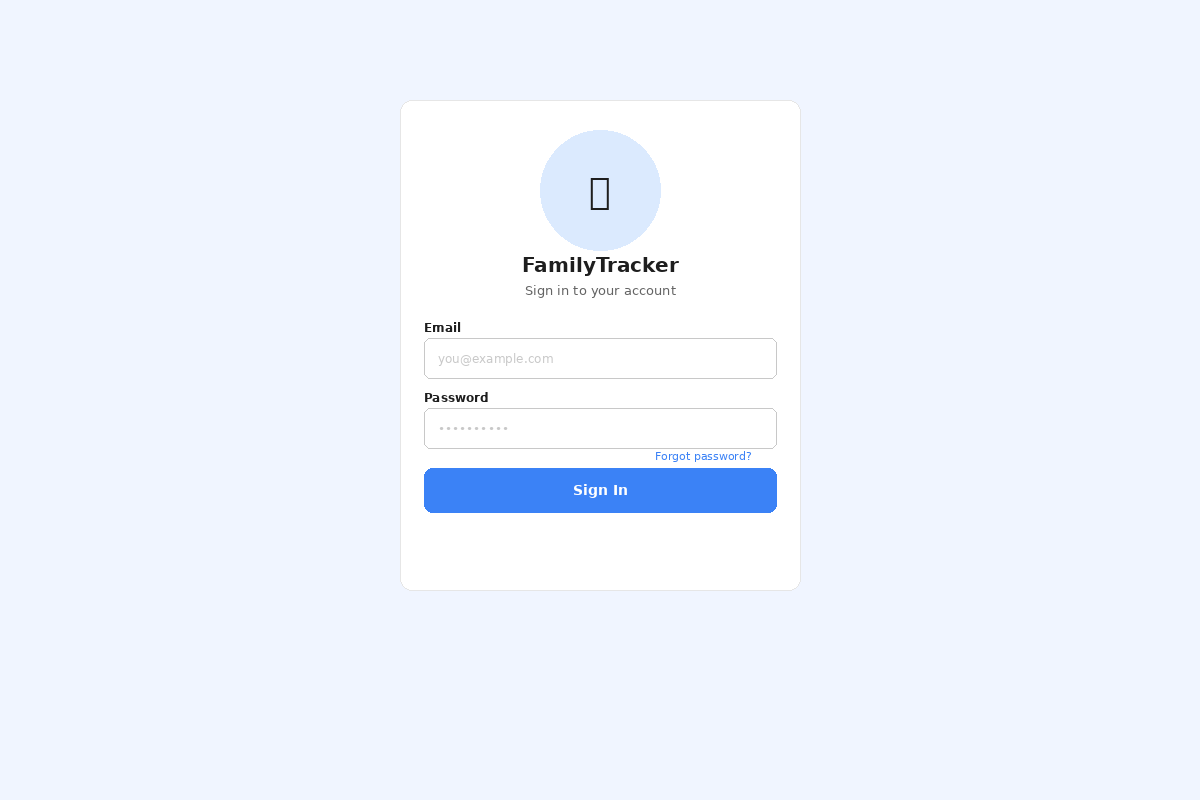 FamilyTracker
Sign in to your account
Email
you@example.com
Password
••••••••••
Forgot password?
Sign In